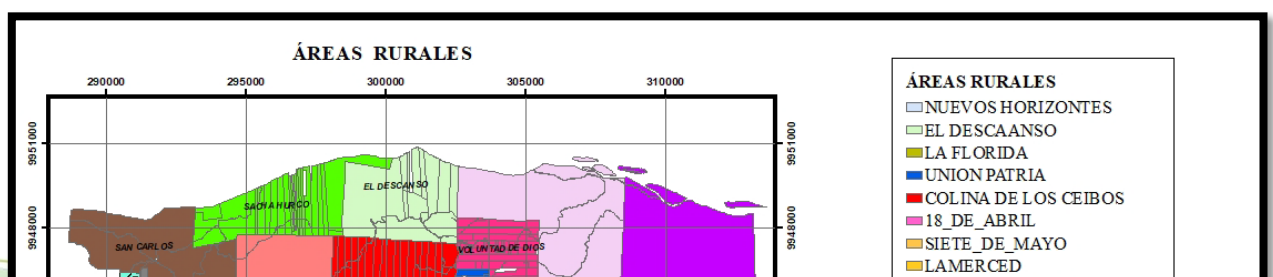 ÁREAS RURALES
290000 295000 300000 305000 310000
9951000 9951000
9948000 9948000
EL DESCANSO
SACHAHURCO
SAN CARLOS
VOLUNTAD DE DIOS
ÁREAS RURALES
NUEVOS HORIZONTES
EL DESCAANSO
LA FLORIDA
UNION PATRIA
COLINA DE LOS CEIBOS
18_DE_ABRIL
SIETE_DE_MAYO
LAMERCED